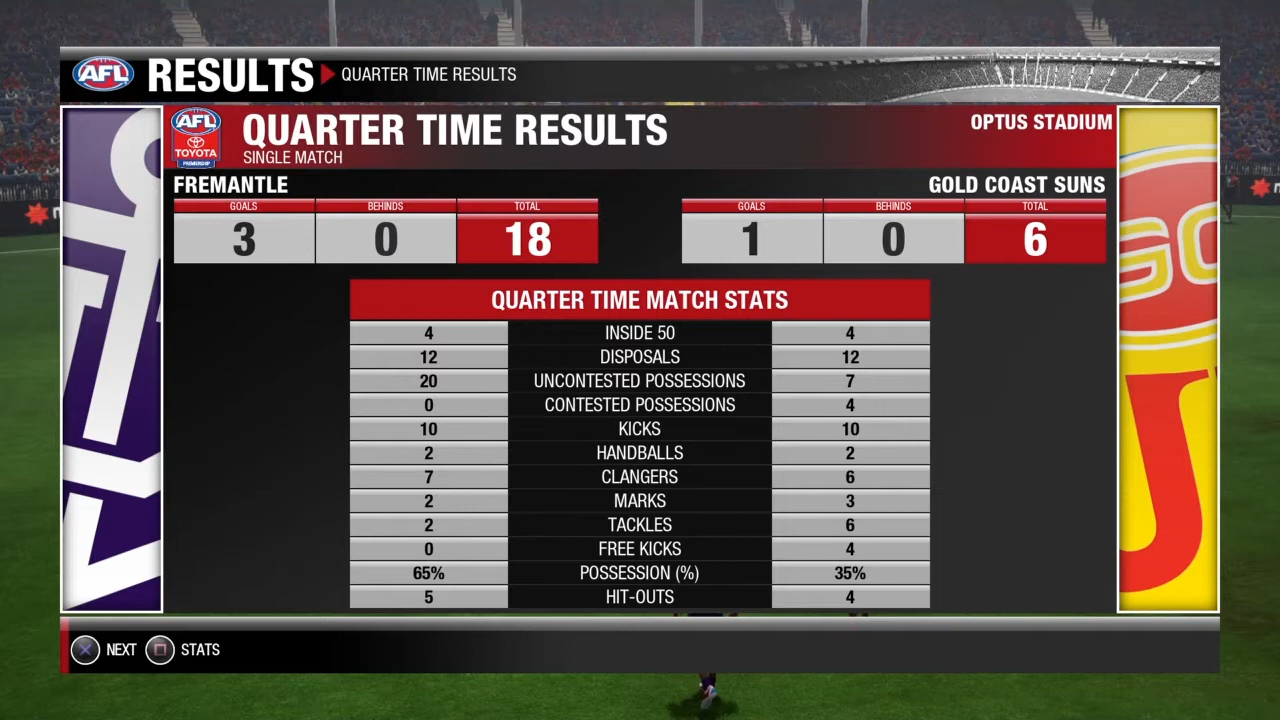 AFL RESULTS QUARTER TIME RESULTS
AFL
TOYOTA
PREMIERSHIP
QUARTER TIME RESULTS
SINGLE MATCH
OPTUS STADIUM
FREMANTLE
GOLD COAST SUNS
GOALS BEHINDS TOTAL GOALS BEHINDS TOTAL
3 0 18 1 0 6
QUARTER TIME MATCH STATS
4 INSIDE 50 4
12 DISPOSALS 12
20 UNCONTESTED POSSESSIONS 7
0 CONTESTED POSSESSIONS 4
10 KICKS 10
2 HANDBALLS 2
7 CLANGERS 6
2 MARKS 3
2 TACKLES 6
0 FREE KICKS 4
65% POSSESSION (%) 35%
5 HIT-OUTS 4
GC
NEXT STATS